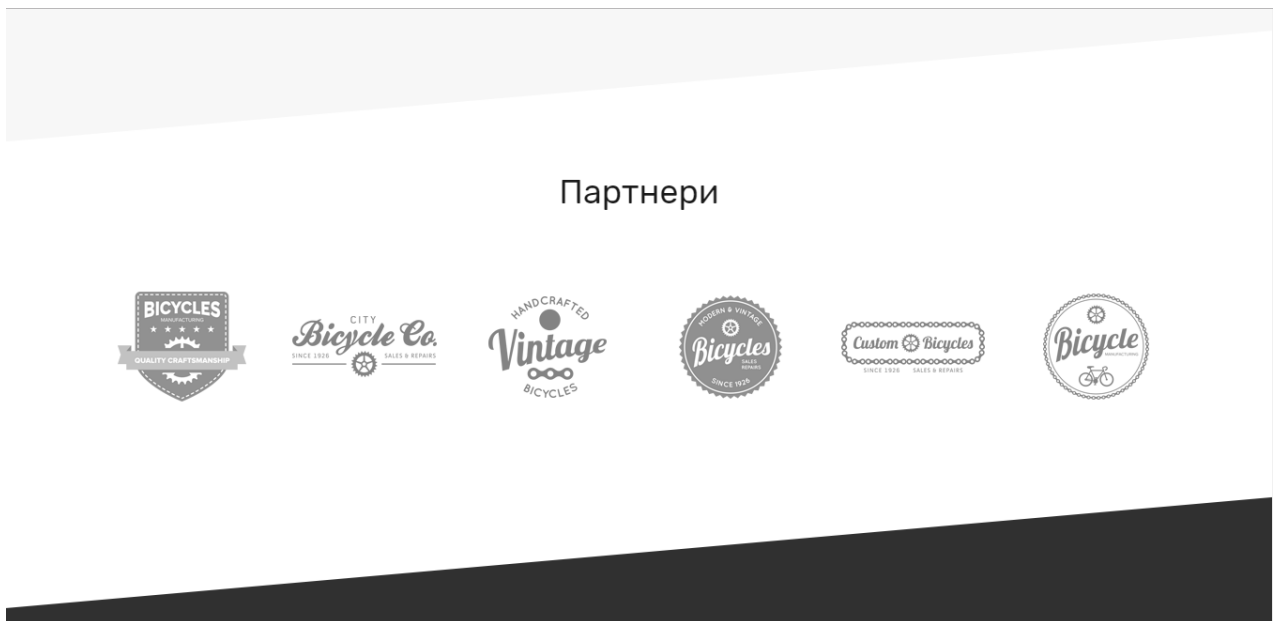 Партнери
BICYCLES
MANUFACTURING
QUALITY CRAFTSMANSHIP
CITY
Bicycle Co.
SINCE 1926 SALES & REPAIRS
HANDCRAFTED
Vintage
BICYCLES
MODERN & VINTAGE
Bicycles
SALES
REPAIRS
SINCE 1926
Custom Bicycles
SINCE 1926 SALES & REPAIRS
Bicycle
MANUFACTURING